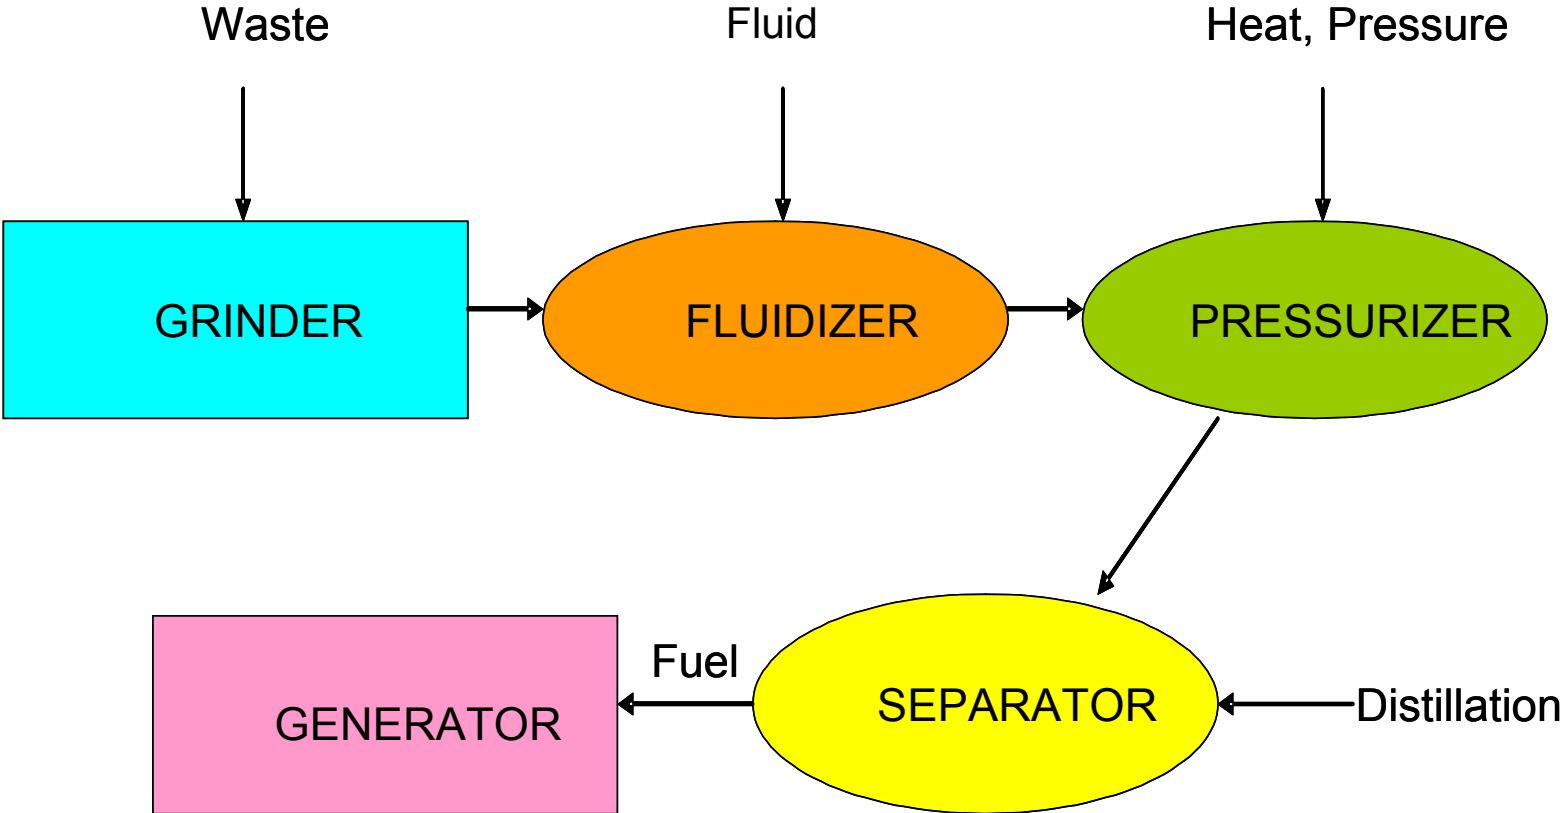 Waste
Fluid
Heat, Pressure
GRINDER
FLUIDIZER
PRESSURIZER
Fuel
GENERATOR
SEPARATOR
Distillation